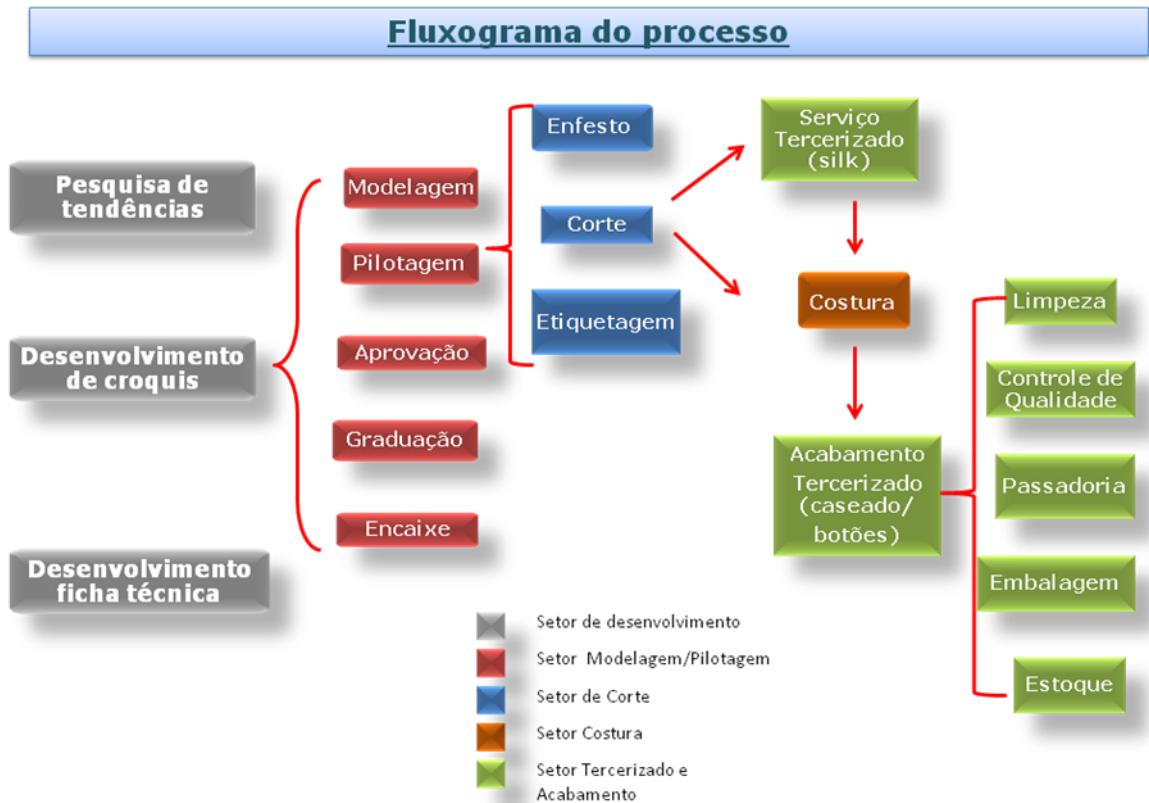 Fluxograma do processo
Pesquisa de
tendências
Desenvolvimento
de croquis
Desenvolvimento
ficha técnica
Modelagem
Pilotagem
Aprovação
Graduação
Encaixe
Enfesto
Corte
Etiquetagem
Serviço
Tercerizado
(silk)
Costura
Acabamento
Tercerizado
(caseado/
botões)
Limpeza
Controle de
Qualidade
Passadoria
Embalagem
Estoque
Setor de desenvolvimento
Setor Modelagem/Pilotagem
Setor de Corte
Setor Costura
Setor Tercerizado e
Acabamento